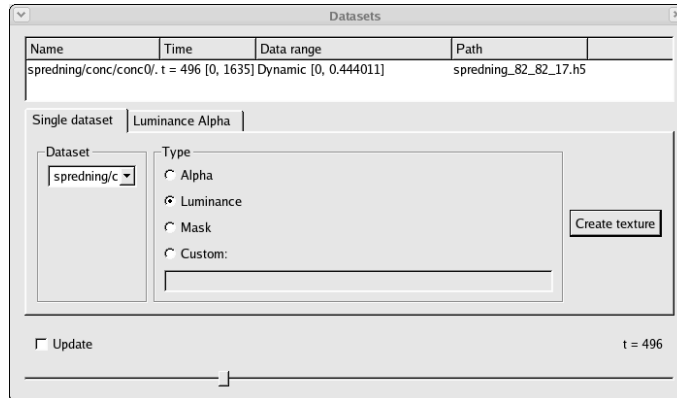 Datasets
Name Time Data range Path
spredning/conc/conc0/. t = 496 [0, 1635] Dynamic [0, 0.444011] spredning_82_82_17.h5
Single dataset Luminance Alpha
Dataset Type
spredning/c Alpha
Luminance
Create texture
Mask
Custom:
Update t = 496